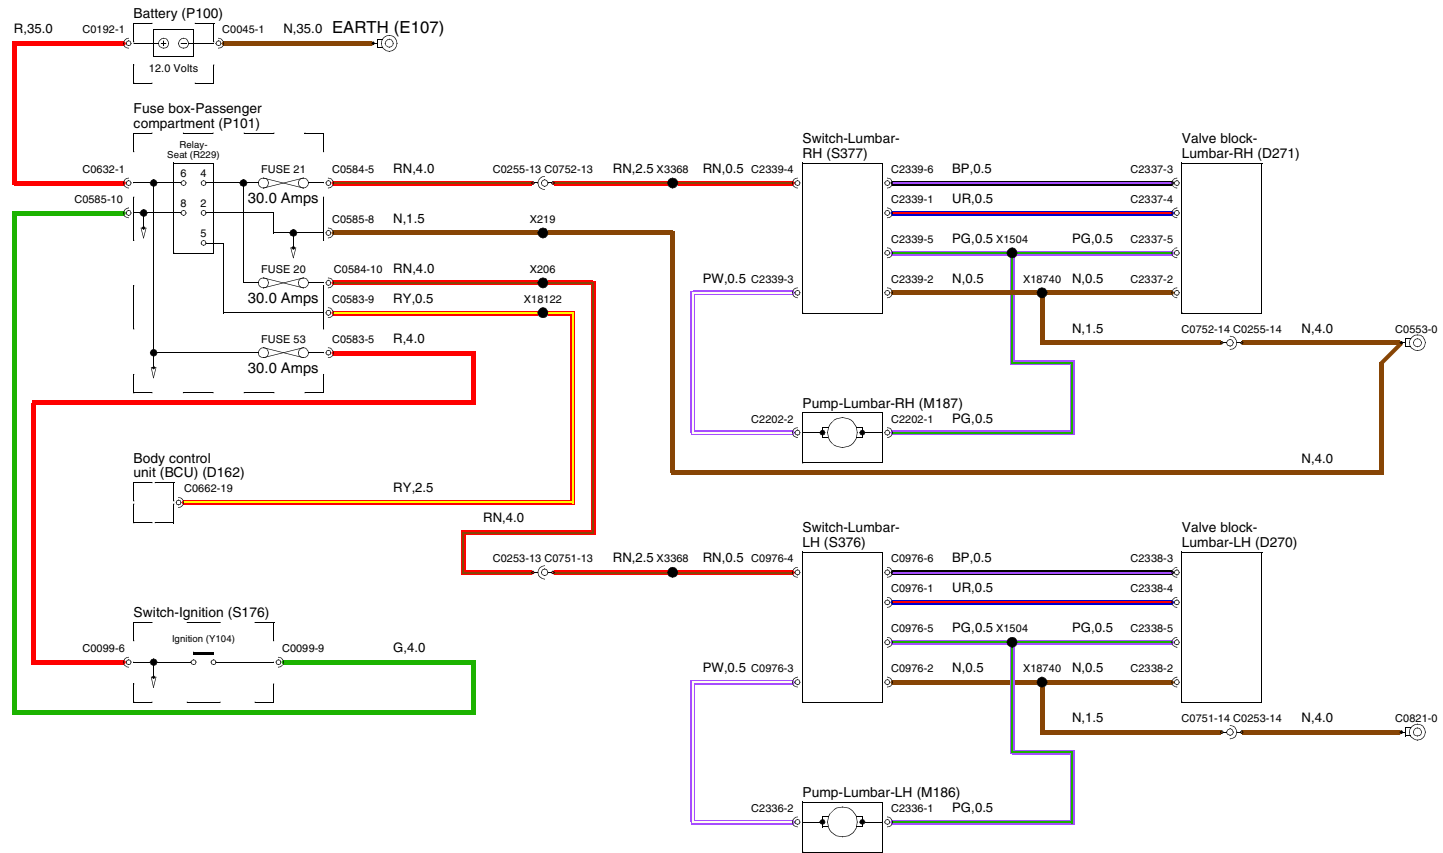 Battery (P100)
R,35.0
C0192-1
C0045-1
N,35.0
EARTH (E107)
12.0 Volts
Fuse box-Passenger
compartment (P101)
Relay-
Seat (R229)
C0632-1
6
4
FUSE 21
30.0 Amps
C0584-5
RN,4.0
C0255-13
C0752-13
RN,2.5
X3368
RN,0.5
C2339-4
C0585-10
8
2
C0585-8
N,1.5
X219
5
FUSE 20
30.0 Amps
C0584-10
RN,4.0
X206
C0583-9
RY,0.5
X18122
FUSE 53
30.0 Amps
C0583-5
R,4.0
Switch-Lumbar-
RH (S377)
C2339-6
BP,0.5
C2337-3
Valve block-
Lumbar-RH (D271)
C2339-1
UR,0.5
C2337-4
C2339-5
PG,0.5
X1504
PG,0.5
C2337-5
PW,0.5
C2339-3
C2339-2
N,0.5
X18740
N,0.5
C2337-2
N,1.5
C0752-14
C0255-14
N,4.0
C0553-0
Pump-Lumbar-RH (M187)
C2202-2
C2202-1
PG,0.5
N,4.0
Body control
unit (BCU) (D162)
C0662-19
RY,2.5
RN,4.0
C0253-13
C0751-13
RN,2.5
X3368
RN,0.5
C0976-4
Switch-Lumbar-
LH (S376)
C0976-6
BP,0.5
C2338-3
Valve block-
Lumbar-LH (D270)
C0976-1
UR,0.5
C2338-4
C0976-5
PG,0.5
X1504
PG,0.5
C2338-5
PW,0.5
C0976-3
C0976-2
N,0.5
X18740
N,0.5
C2338-2
N,1.5
C0751-14
C0253-14
N,4.0
C0821-0
Switch-Ignition (S176)
Ignition (Y104)
C0099-6
C0099-9
G,4.0
Pump-Lumbar-LH (M186)
C2336-2
C2336-1
PG,0.5